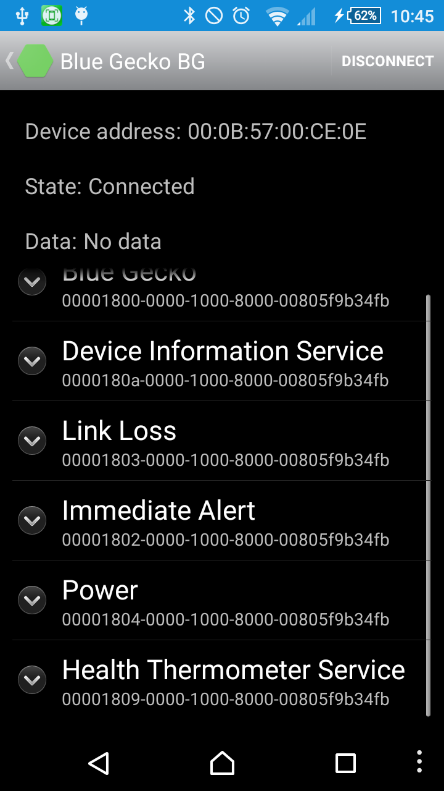 62%
10:45
Blue Gecko BG
DISCONNECT
Device address: 00:0B:57:00:CE:0E
State: Connected
Data: No data
Blue Gecko
00001800-0000-1000-8000-00805f9b34fb
Device Information Service
0000180a-0000-1000-8000-00805f9b34fb
Link Loss
00001803-0000-1000-8000-00805f9b34fb
Immediate Alert
00001802-0000-1000-8000-00805f9b34fb
Power
00001804-0000-1000-8000-00805f9b34fb
Health Thermometer Service
00001809-0000-1000-8000-00805f9b34fb